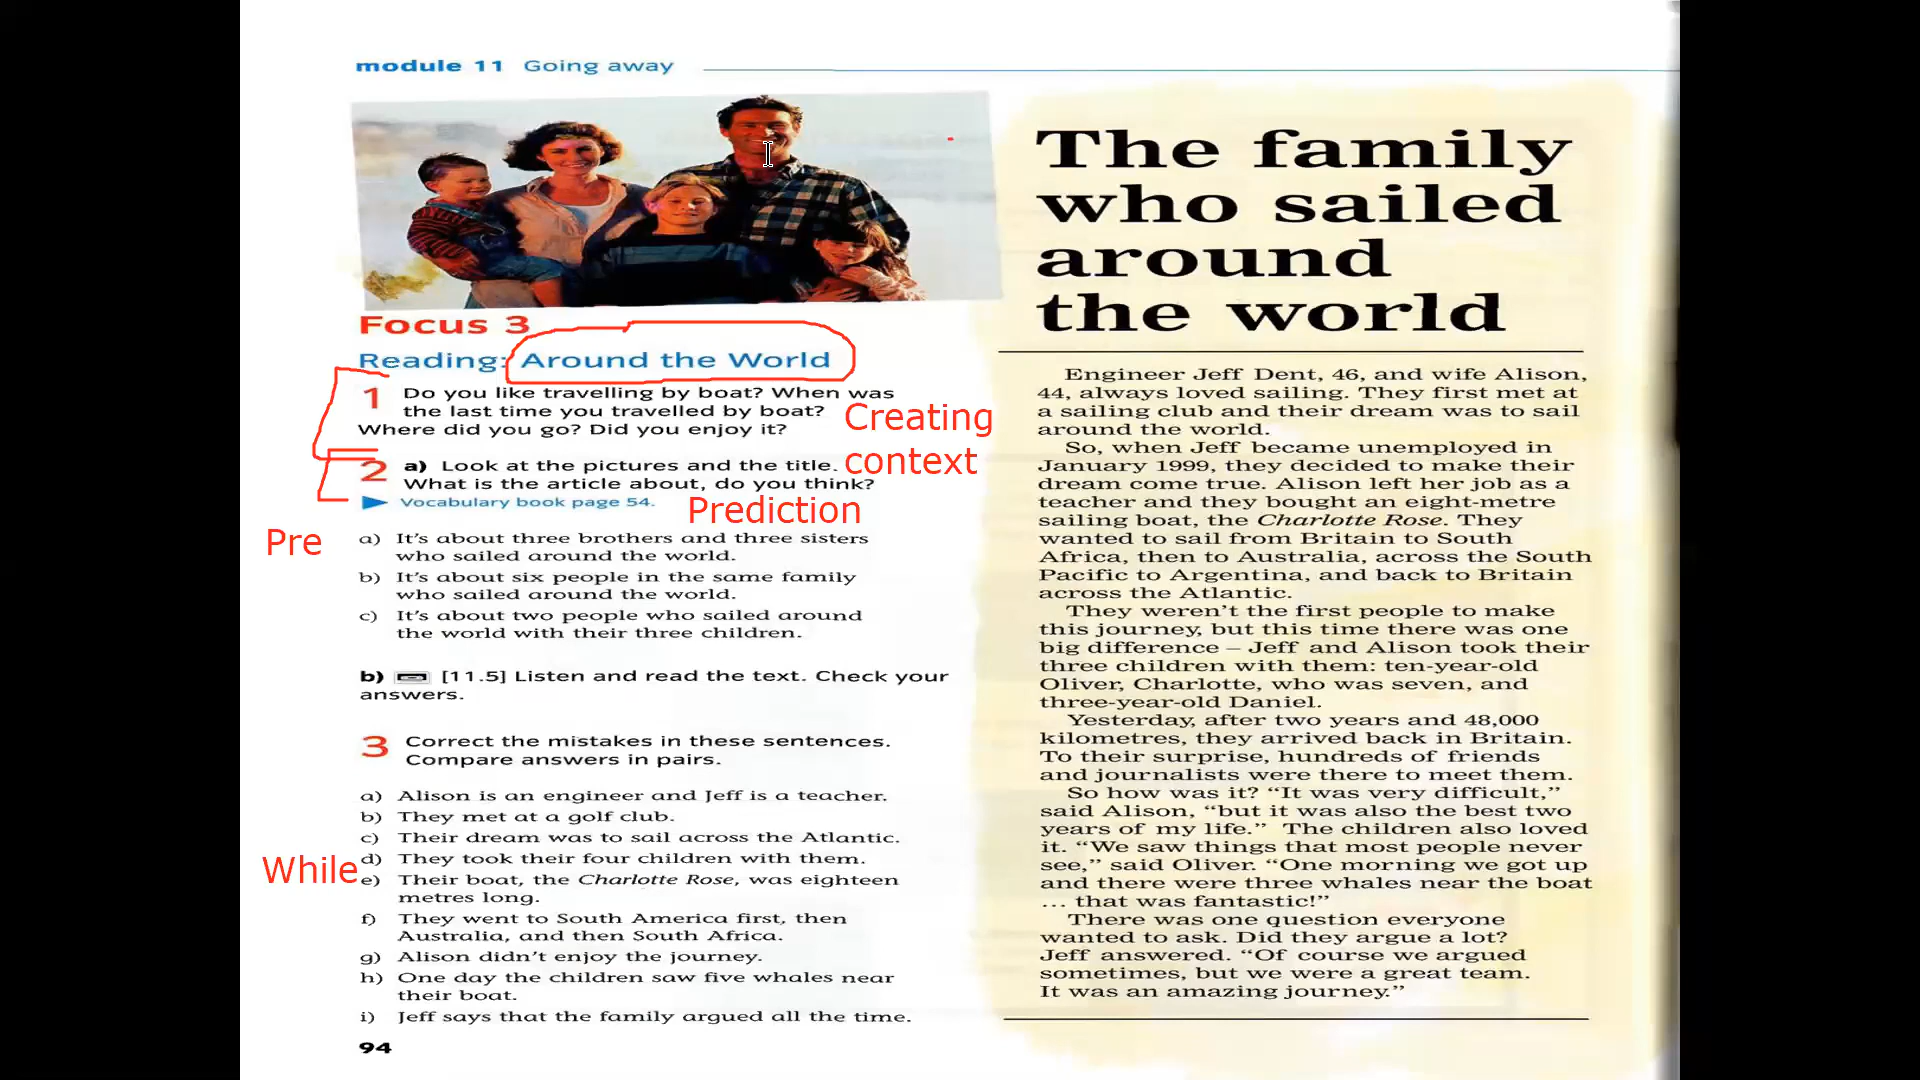 module 11 Going away
Focus 3
Reading: Around the World
1 Do you like travelling by boat? When was
the last time you travelled by boat?
Where did you go? Did you enjoy it?
Creating
context
2 a) Look at the pictures and the title.
What is the article about, do you think?
Vocabulary book page 54.
Prediction
Pre
a) It's about three brothers and three sisters
who sailed around the world.
b) It's about six people in the same family
who sailed around the world.
c) It's about two people who sailed around
the world with their three children.
b) [11.5] Listen and read the text. Check your
answers.
3 Correct the mistakes in these sentences.
Compare answers in pairs.
While
a) Alison is an engineer and Jeff is a teacher.
b) They met at a golf club.
c) Their dream was to sail across the Atlantic.
d) They took their four children with them.
e) Their boat, the Charlotte Rose, was eighteen
metres long.
f) They went to South America first, then
Australia, and then South Africa.
g) Alison didn't enjoy the journey.
h) One day the children saw five whales near
their boat.
i) Jeff says that the family argued all the time.
94
The family
who sailed
around
the world
Engineer Jeff Dent, 46, and wife Alison,
44, always loved sailing. They first met at
a sailing club and their dream was to sail
around the world.
So, when Jeff became unemployed in
January 1999, they decided to make their
dream come true. Alison left her job as a
teacher and they bought an eight-metre
sailing boat, the Charlotte Rose. They
wanted to sail from Britain to South
Africa, then to Australia, across the South
Pacific to Argentina, and back to Britain
across the Atlantic.
They weren't the first people to make
this journey, but this time there was one
big difference – Jeff and Alison took their
three children with them: ten-year-old
Oliver, Charlotte, who was seven, and
three-year-old Daniel.
Yesterday, after two years and 48,000
kilometres, they arrived back in Britain.
To their surprise, hundreds of friends
and journalists were there to meet them.
So how was it? “It was very difficult,”
said Alison, “but it was also the best two
years of my life.” The children also loved
it. “We saw things that most people never
see,” said Oliver. “One morning we got up
and there were three whales near the boat
... that was fantastic!”
There was one question everyone
wanted to ask. Did they argue a lot?
Jeff answered. “Of course we argued
sometimes, but we were a great team.
It was an amazing journey.”